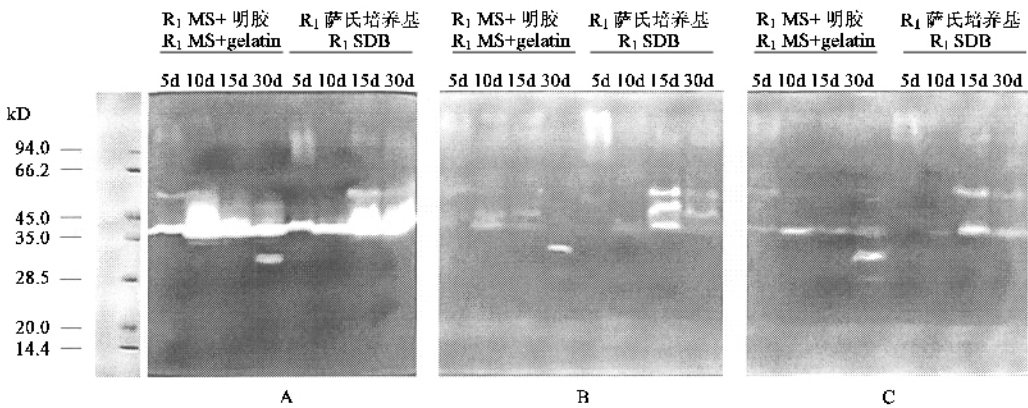 R1 MS+ 明胶
R1 MS+gelatin
R1 萨氏培养基
R1 SDB
5d 10d 15d 30d 5d 10d 15d 30d
R1 MS+ 明胶
R1 MS+gelatin
R1 萨氏培养基
R1 SDB
5d 10d 15d 30d 5d 10d 15d 30d
R1 MS+ 明胶
R1 MS+gelatin
R1 萨氏培养基
R1 SDB
5d 10d 15d 30d 5d 10d 15d 30d
kD
94.0
66.2
45.0
35.0
28.5
20.0
14.4
A
B
C